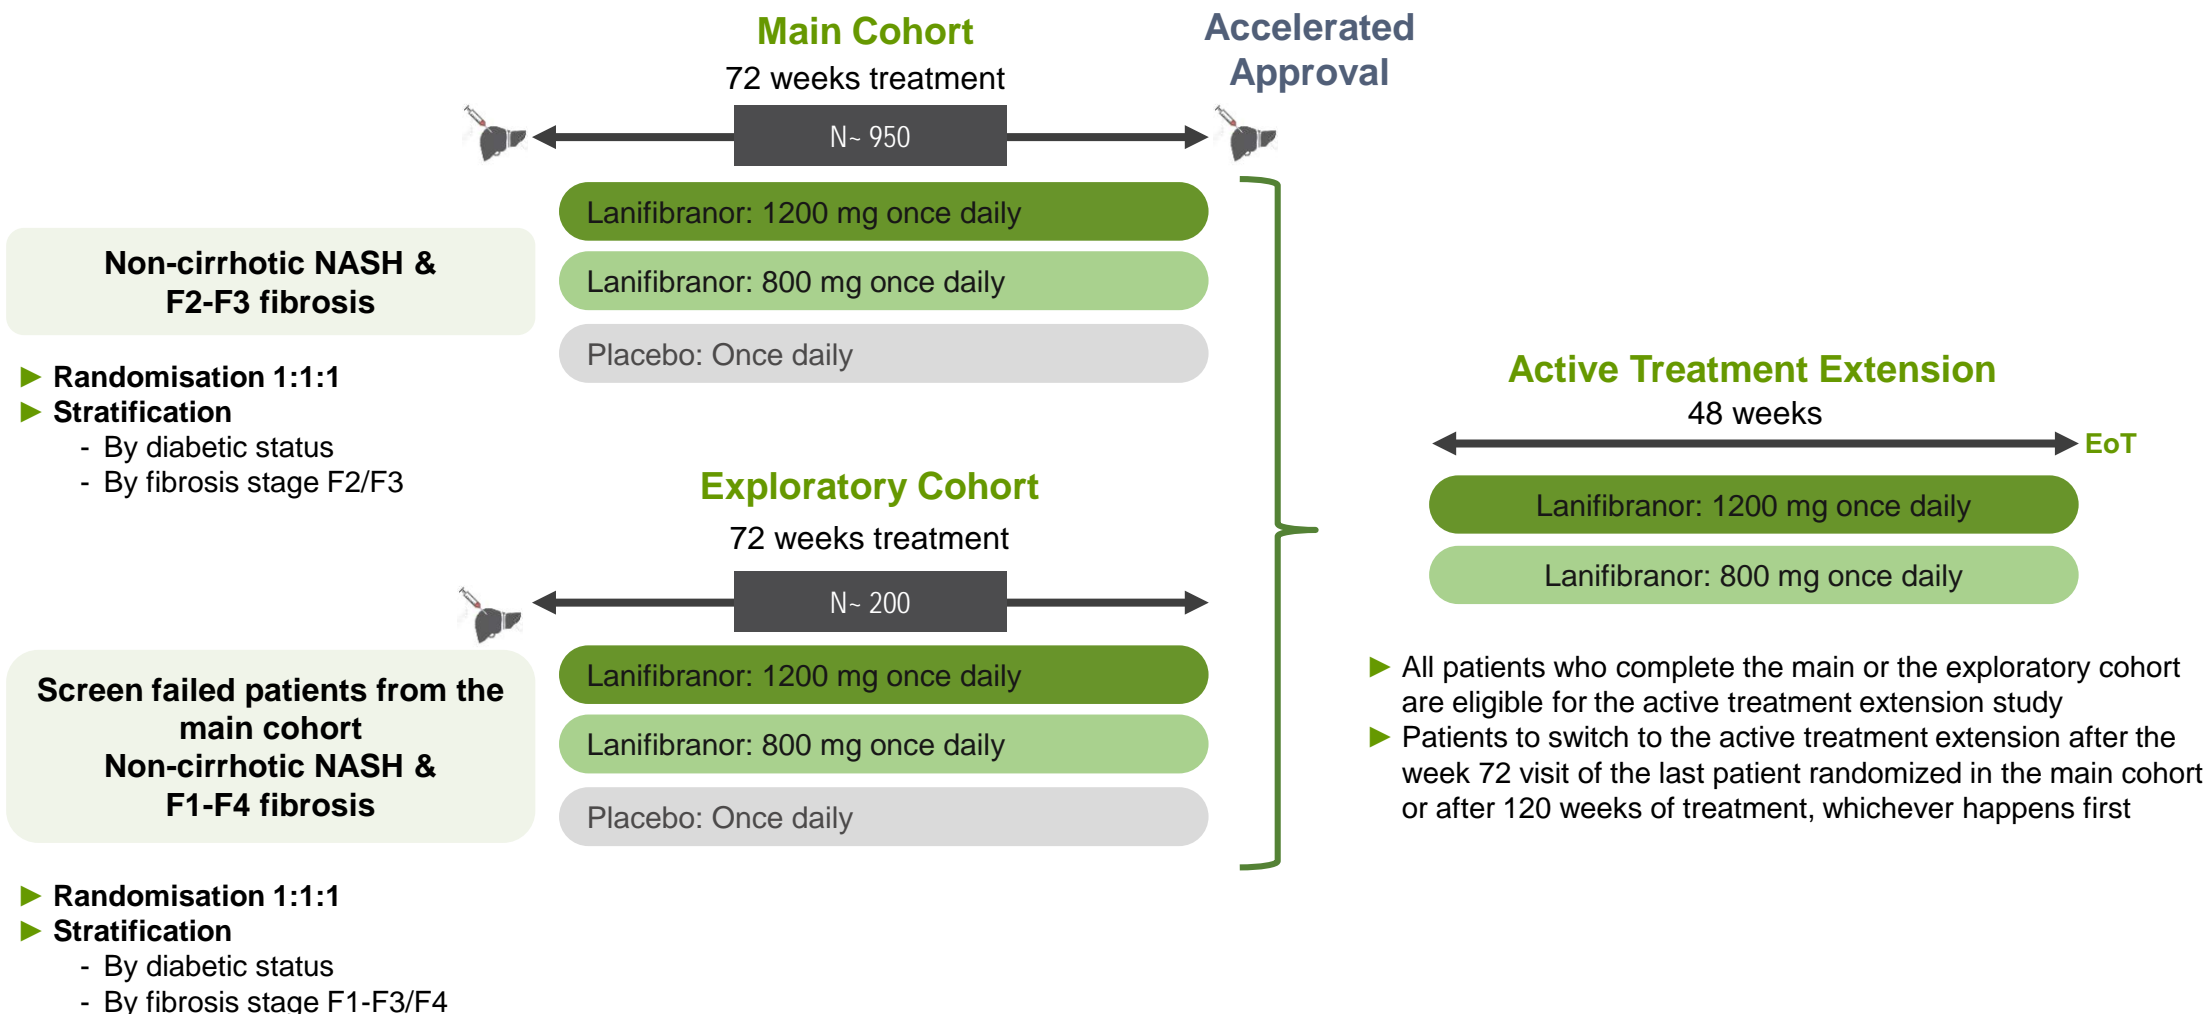 Main Cohort
72 weeks treatment
N~ 950
Accelerated
Approval
Lanifibranor: 1200 mg once daily
Lanifibranor: 800 mg once daily
Placebo: Once daily
Non-cirrhotic NASH &
F2-F3 fibrosis
► Randomisation 1:1:1
► Stratification
- By diabetic status
- By fibrosis stage F2/F3
Exploratory Cohort
72 weeks treatment
N~ 200
Lanifibranor: 1200 mg once daily
Lanifibranor: 800 mg once daily
Placebo: Once daily
Screen failed patients from the
main cohort
Non-cirrhotic NASH &
F1-F4 fibrosis
► Randomisation 1:1:1
► Stratification
- By diabetic status
- By fibrosis stage F1-F3/F4
Active Treatment Extension
48 weeks
EoT
Lanifibranor: 1200 mg once daily
Lanifibranor: 800 mg once daily
► All patients who complete the main or the exploratory cohort
are eligible for the active treatment extension study
► Patients to switch to the active treatment extension after the
week 72 visit of the last patient randomized in the main cohort
or after 120 weeks of treatment, whichever happens first